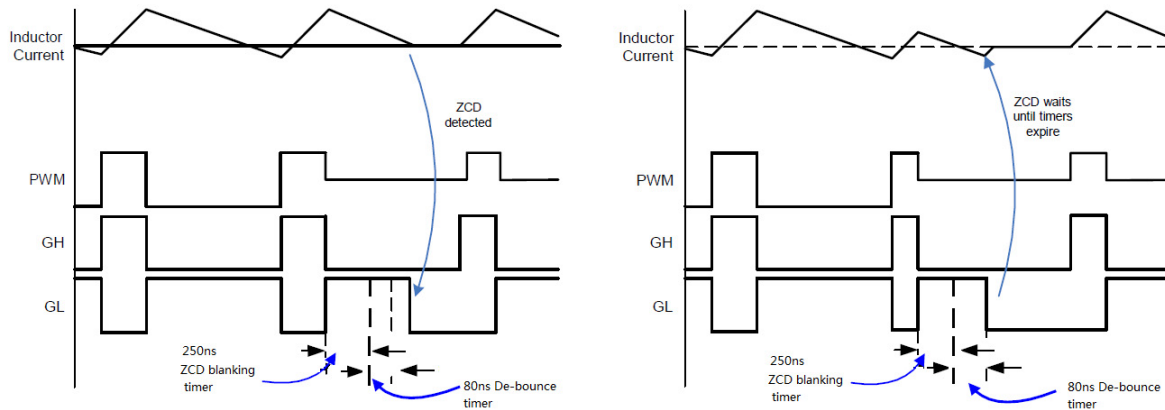 Inductor
Current
ZCD
detected
PWM
GH
GL
250ns
ZCD blanking
timer
80ns De-bounce
timer
Inductor
Current
ZCD waits
until timers
expire
PWM
GH
GL
250ns
ZCD blanking
timer
80ns De-bounce
timer